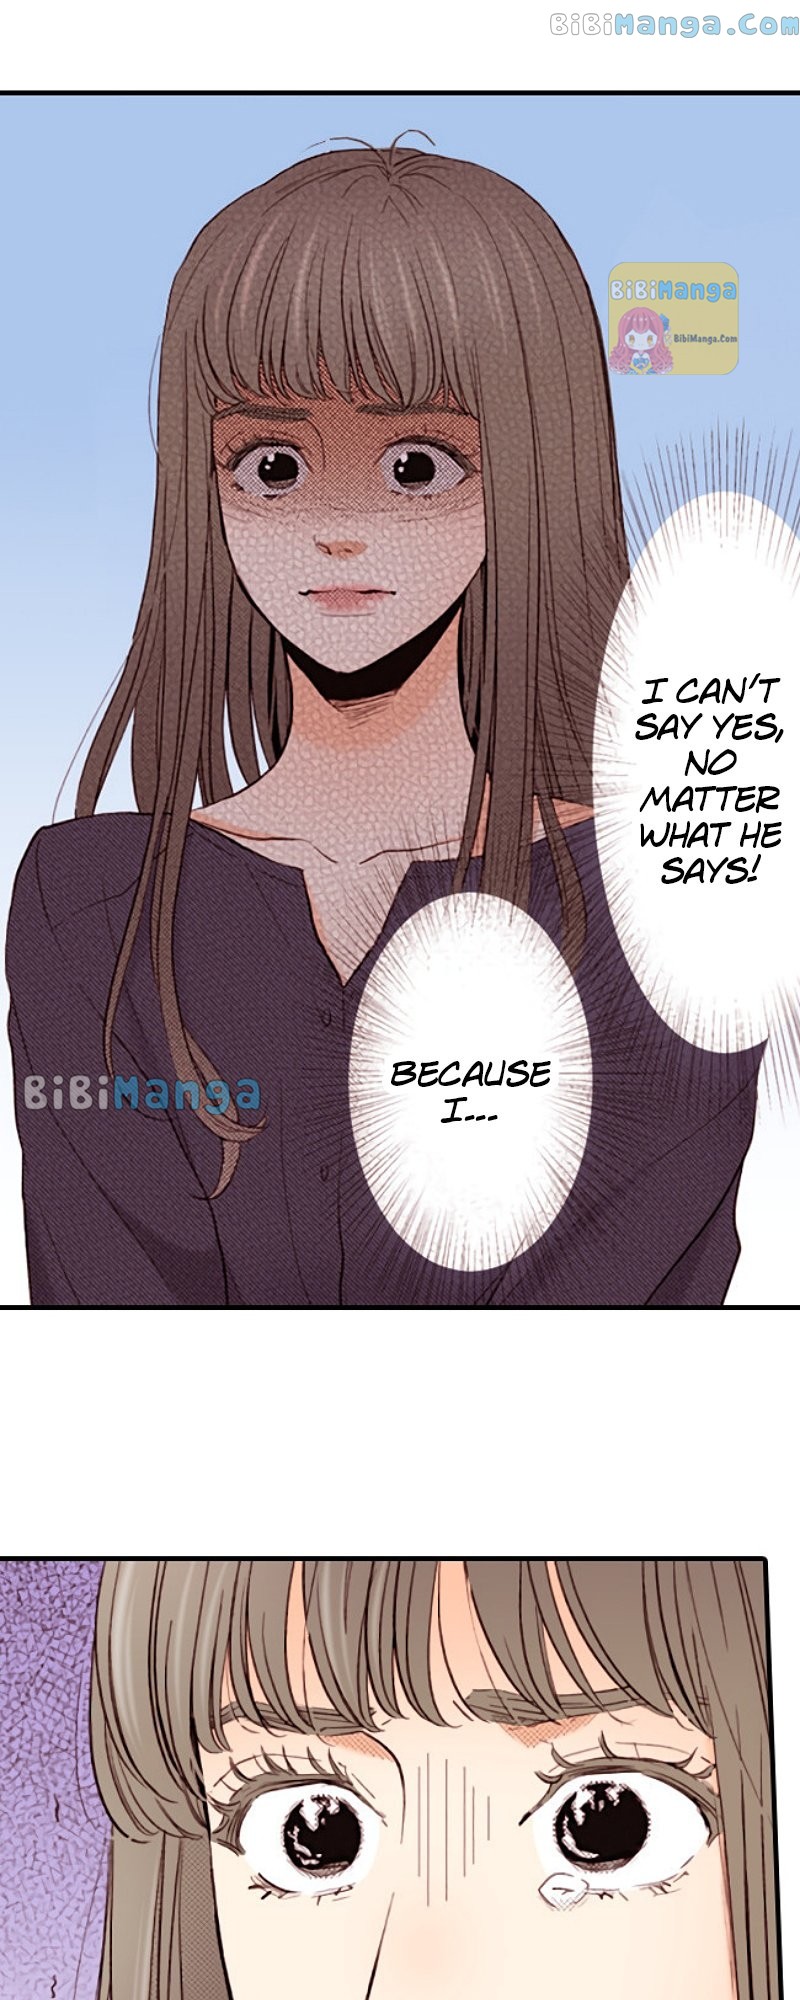 BiBiManga.Com
BiBiManga
BibiManga.Com
I CAN'T
SAY YES,
NO
MATTER
WHAT HE
SAYS!
BECAUSE
I...
BiBiManga